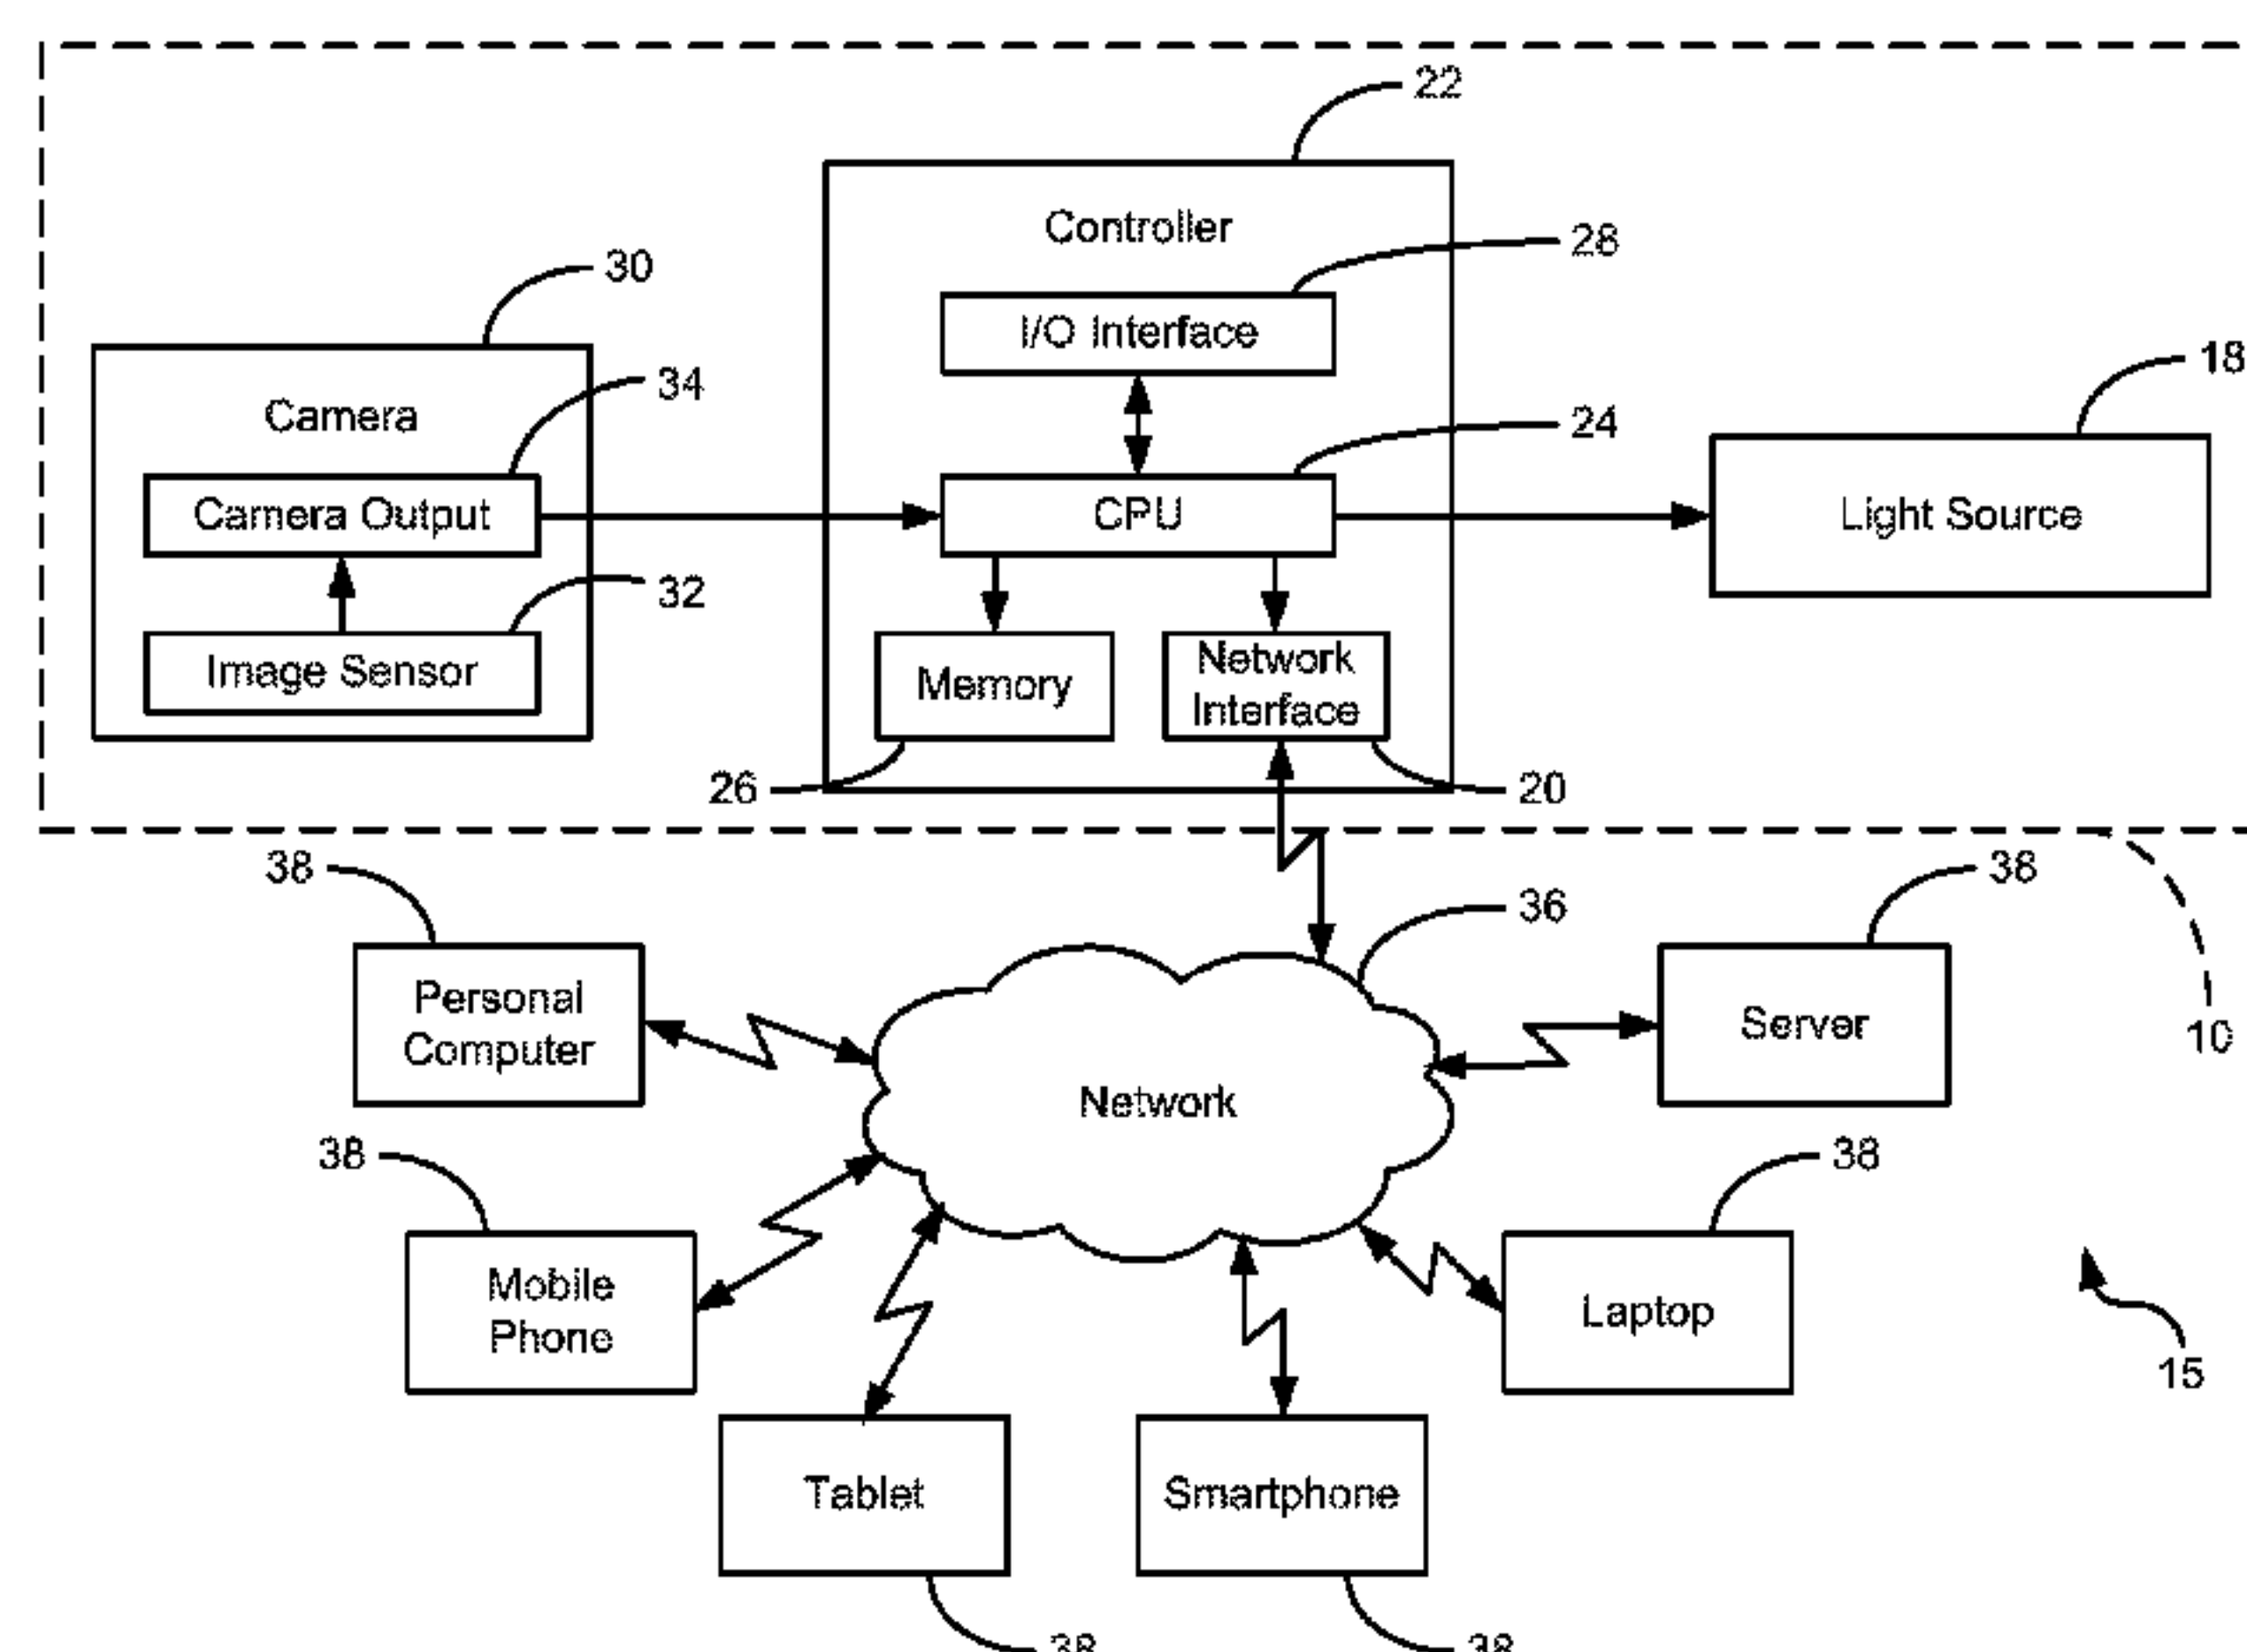 22
Controller
28
30
I/O Interface
18
34
Camera
24
Camera Output
CPU
Light Source
32
Image Sensor
Memory
Network
Interface
26
20
38
38
36
Personal
Computer
Server
10
Network
38
38
Mobile
Phone
Laptop
15
Tablet
Smartphone
38
38